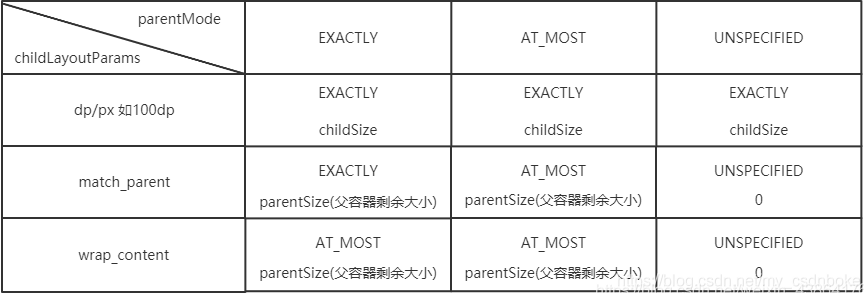 parentMode
childLayoutParams
EXACTLY
AT_MOST
UNSPECIFIED
dp/px 如100dp
EXACTLY
childSize
EXACTLY
childSize
EXACTLY
childSize
match_parent
EXACTLY
parentSize(父容器剩余大小)
AT_MOST
parentSize(父容器剩余大小)
UNSPECIFIED
0
wrap_content
AT_MOST
parentSize(父容器剩余大小)
AT_MOST
parentSize(父容器剩余大小)
UNSPECIFIED
0
https://blog.csdn.net/my_csdnboke